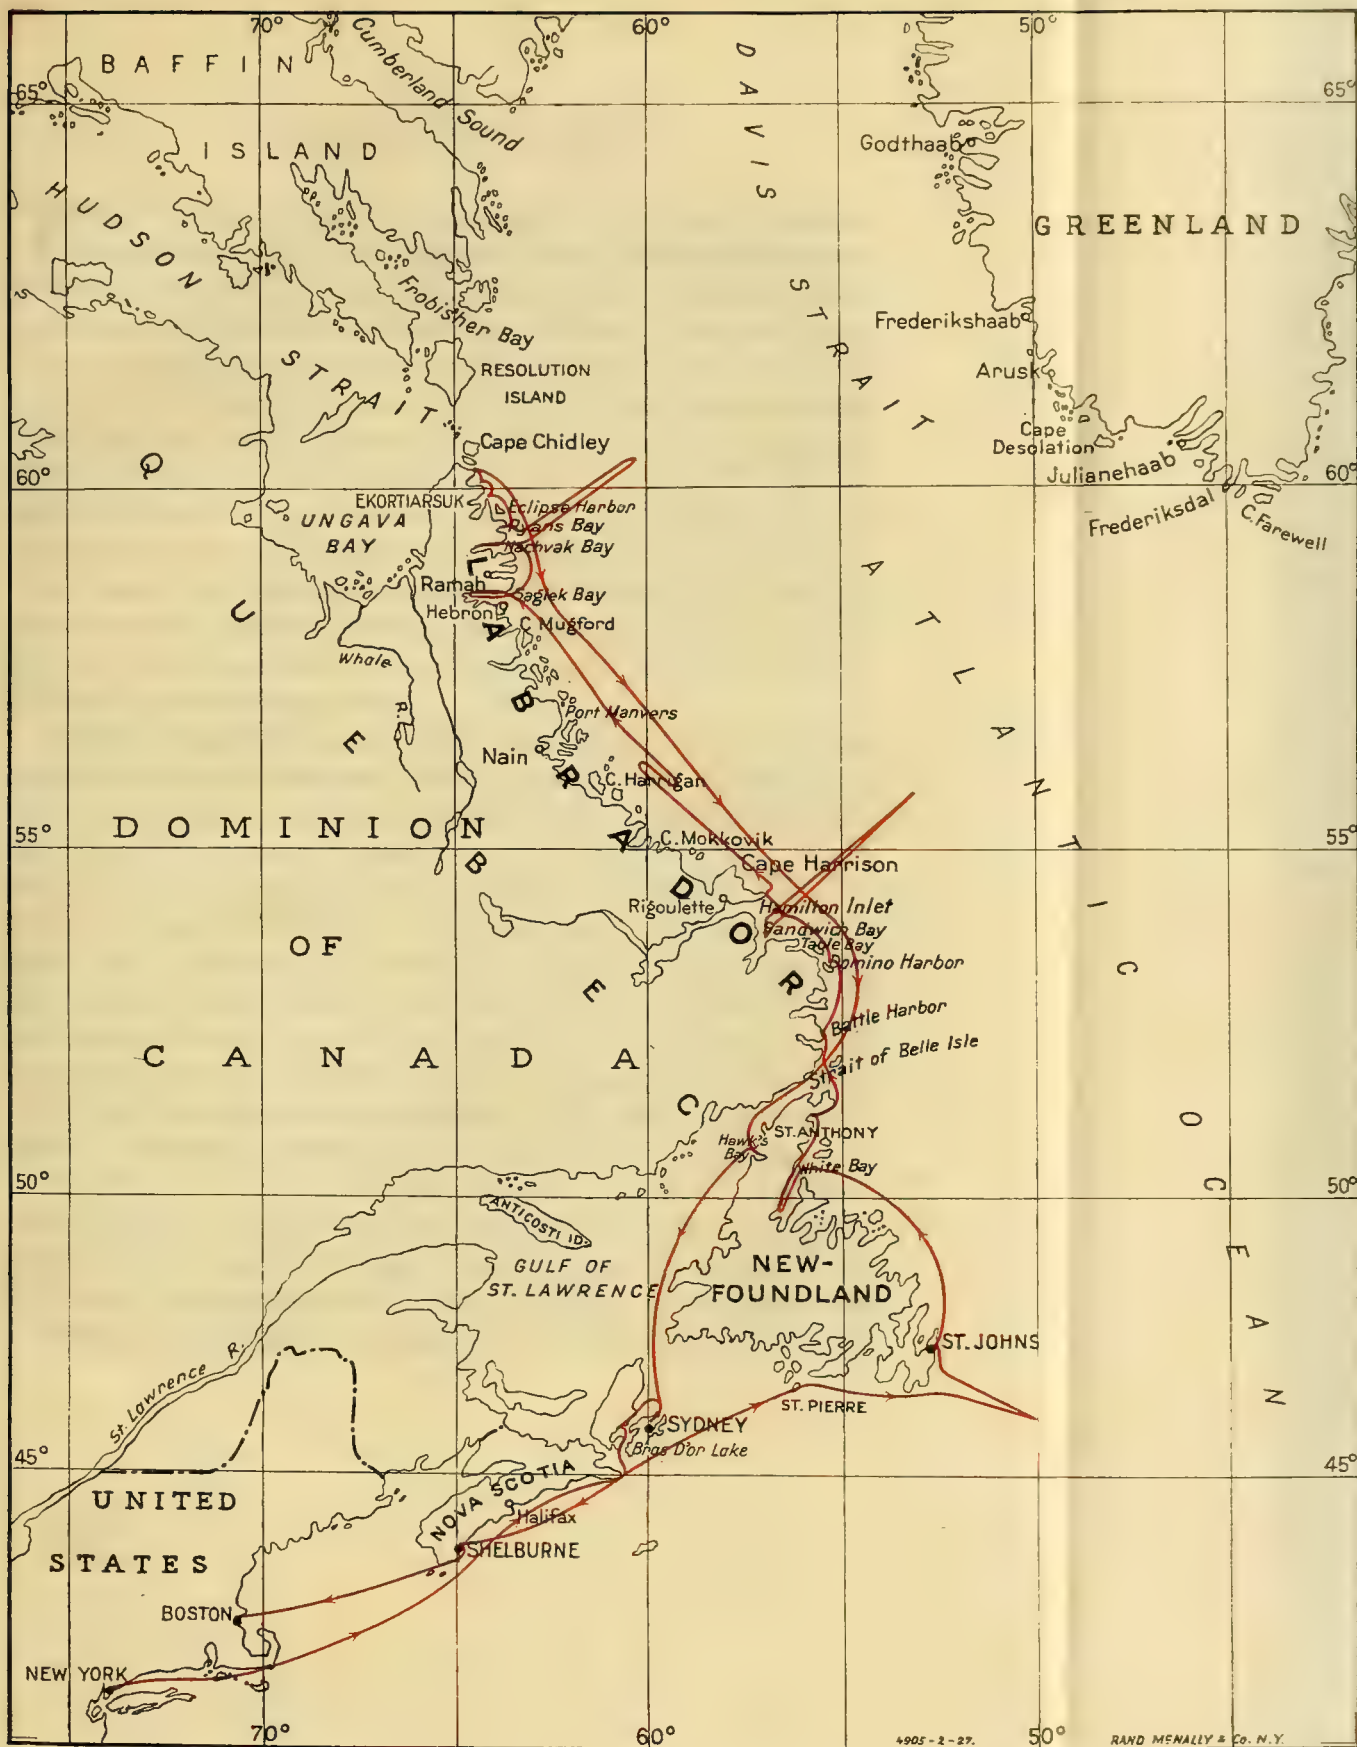 70°
60°
50°
BAFFIN
Cumberland Sound
DAVIS STRAIT
65°
65°
Godthaab
ISLAND
HUDSON STRAIT
GREENLAND
Frobisher Bay
Frederikshaab
RESOLUTION
ISLAND
Arusk
Cape
Desolation
Cape Chidley
Julianehaab
60°
60°
Frederiksdal
C. Farewell
EKORTIARSUK
Eclipse Harbor
UNGAVA
BAY
Ryans Bay
Nachvak Bay
Ramah
Saglek Bay
Hebron
C. Mugford
QUEBEC
LABRADOR
ATLANTIC OCEAN
Whale
R.
Port Manvers
Nain
C. Harrigan
DOMINION
55°
55°
C. Mokkovik
Cape Harrison
Rigoulette
Hamilton Inlet
Sandwich Bay
Table Bay
OF
Domino Harbor
Battle Harbor
CANADA
Strait of Belle Isle
Hawk's
Bay
ST. ANTHONY
White Bay
50°
50°
ANTICOSTI ID.
GULF OF
ST. LAWRENCE
NEW-
FOUNDLAND
ST. JOHNS
St. Lawrence R.
ST. PIERRE
SYDNEY
Bras D'or Lake
45°
45°
UNITED
STATES
NOVA SCOTIA
Halifax
SHELBURNE
BOSTON
NEW YORK
70°
60°
50°
4905-2-27.
RAND MCNALLY & Co. N.Y.